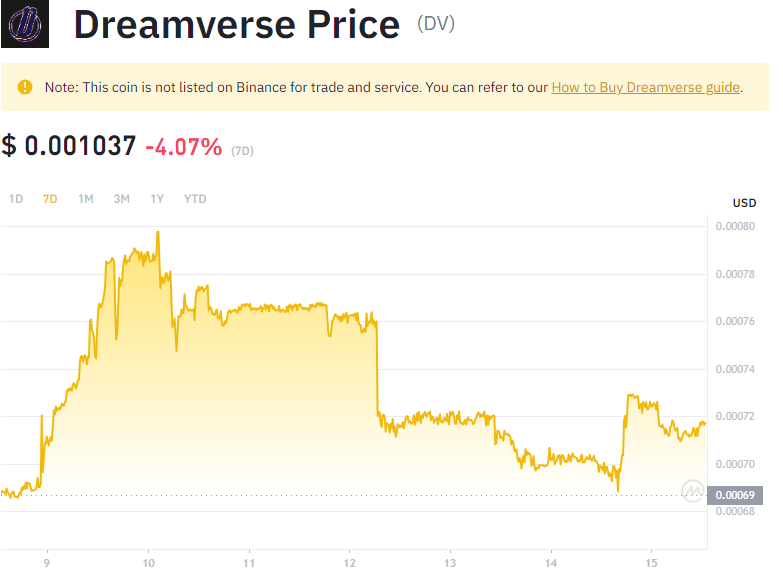 Dreamverse Price (DV)
Note: This coin is not listed on Binance for trade and service. You can refer to our How to Buy Dreamverse guide.
$ 0.001037 -4.07% (7D)
1D 7D 1M 3M 1Y YTD
USD
0.00080
0.00078
0.00076
0.00074
0.00072
0.00070
0.00069
0.00068
9 10 11 12 13 14 15